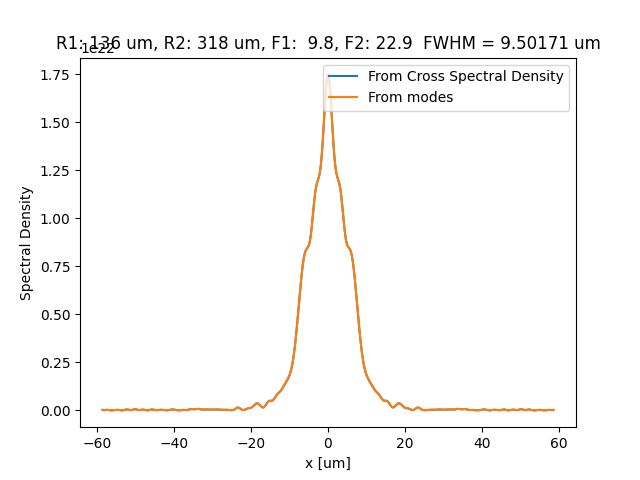 R1: 136 um, R2: 318 um, F1:  9.8, F2: 22.9  FWHM = 9.50171 um
1e22
From Cross Spectral Density
From modes
1.75
1.50
1.25
1.00
0.75
0.50
0.25
0.00
Spectral Density
−60 −40 −20 0 20 40 60
x [um]